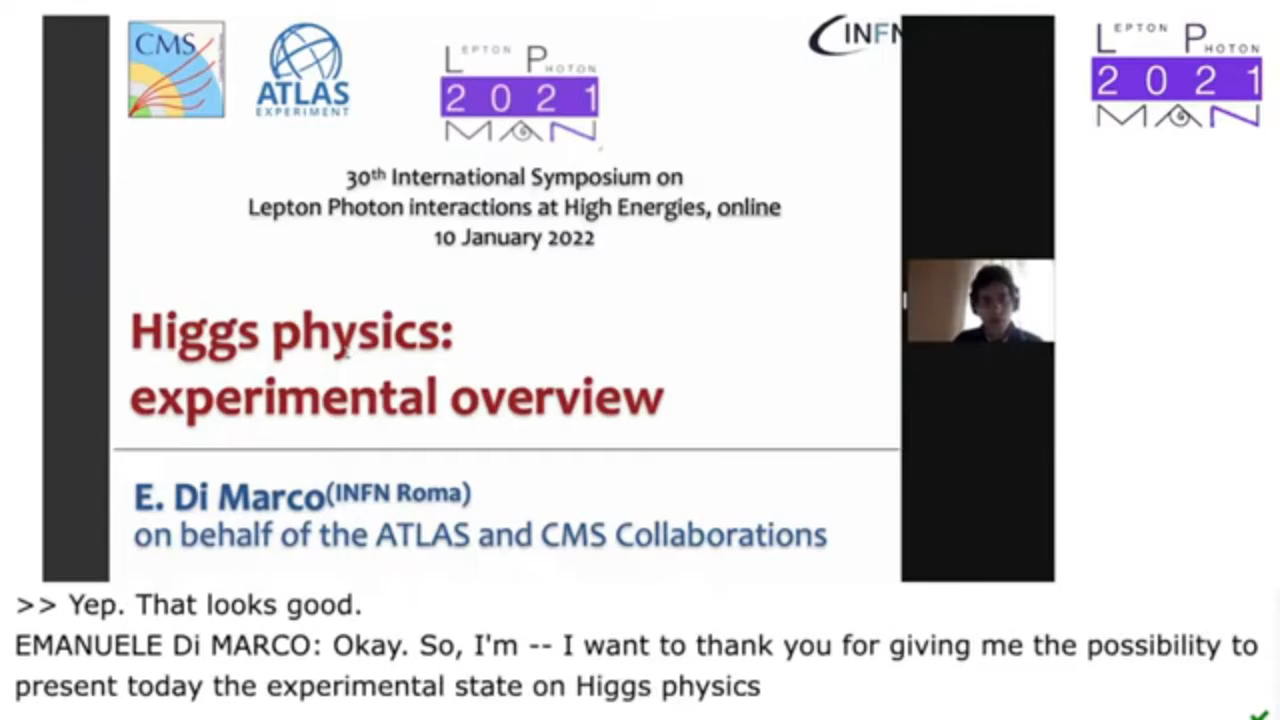 CMS
ATLAS
EXPERIMENT
LEPTON PHOTON
2021
MAN
INFN
LEPTON PHOTON
2021
MAN
30th International Symposium on
Lepton Photon interactions at High Energies, online
10 January 2022
Higgs physics:
experimental overview
E. Di Marco(INFN Roma)
on behalf of the ATLAS and CMS Collaborations
>> Yep. That looks good.
EMANUELE Di MARCO: Okay. So, I'm -- I want to thank you for giving me the possibility to
present today the experimental state on Higgs physics